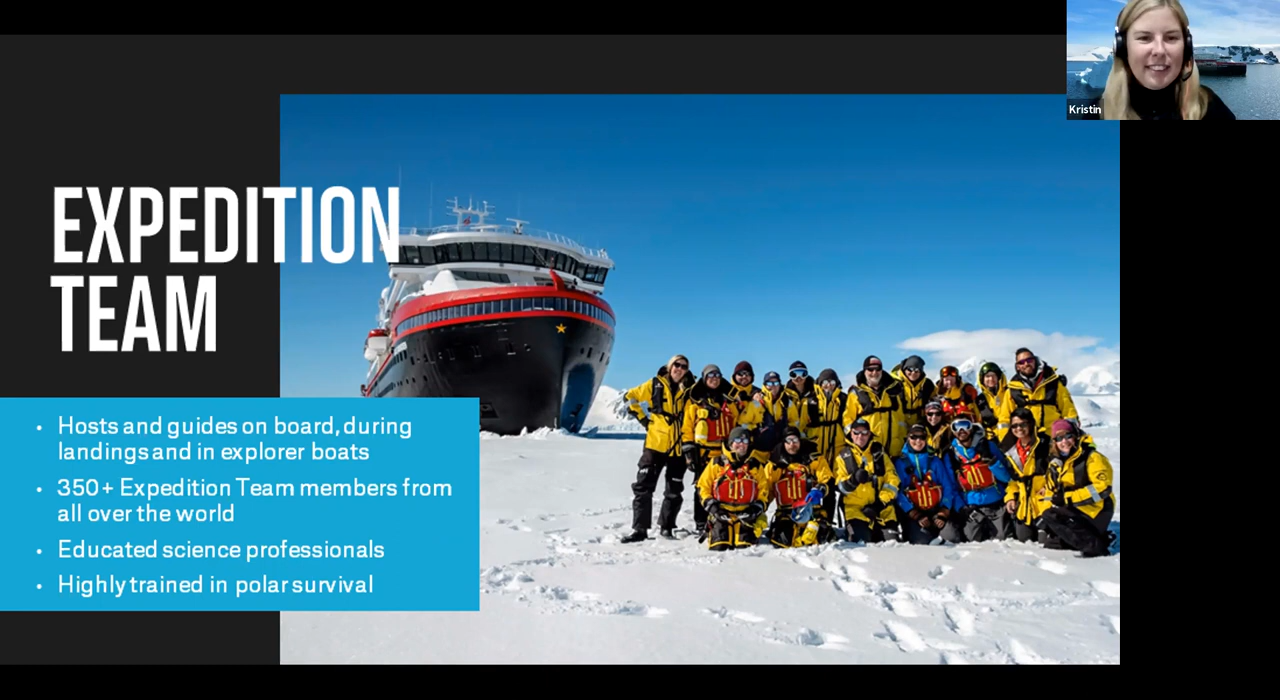 Kristin
EXPEDITION
TEAM
• Hosts and guides on board, during
landings and in explorer boats
• 350+ Expedition Team members from
all over the world
• Educated science professionals
• Highly trained in polar survival